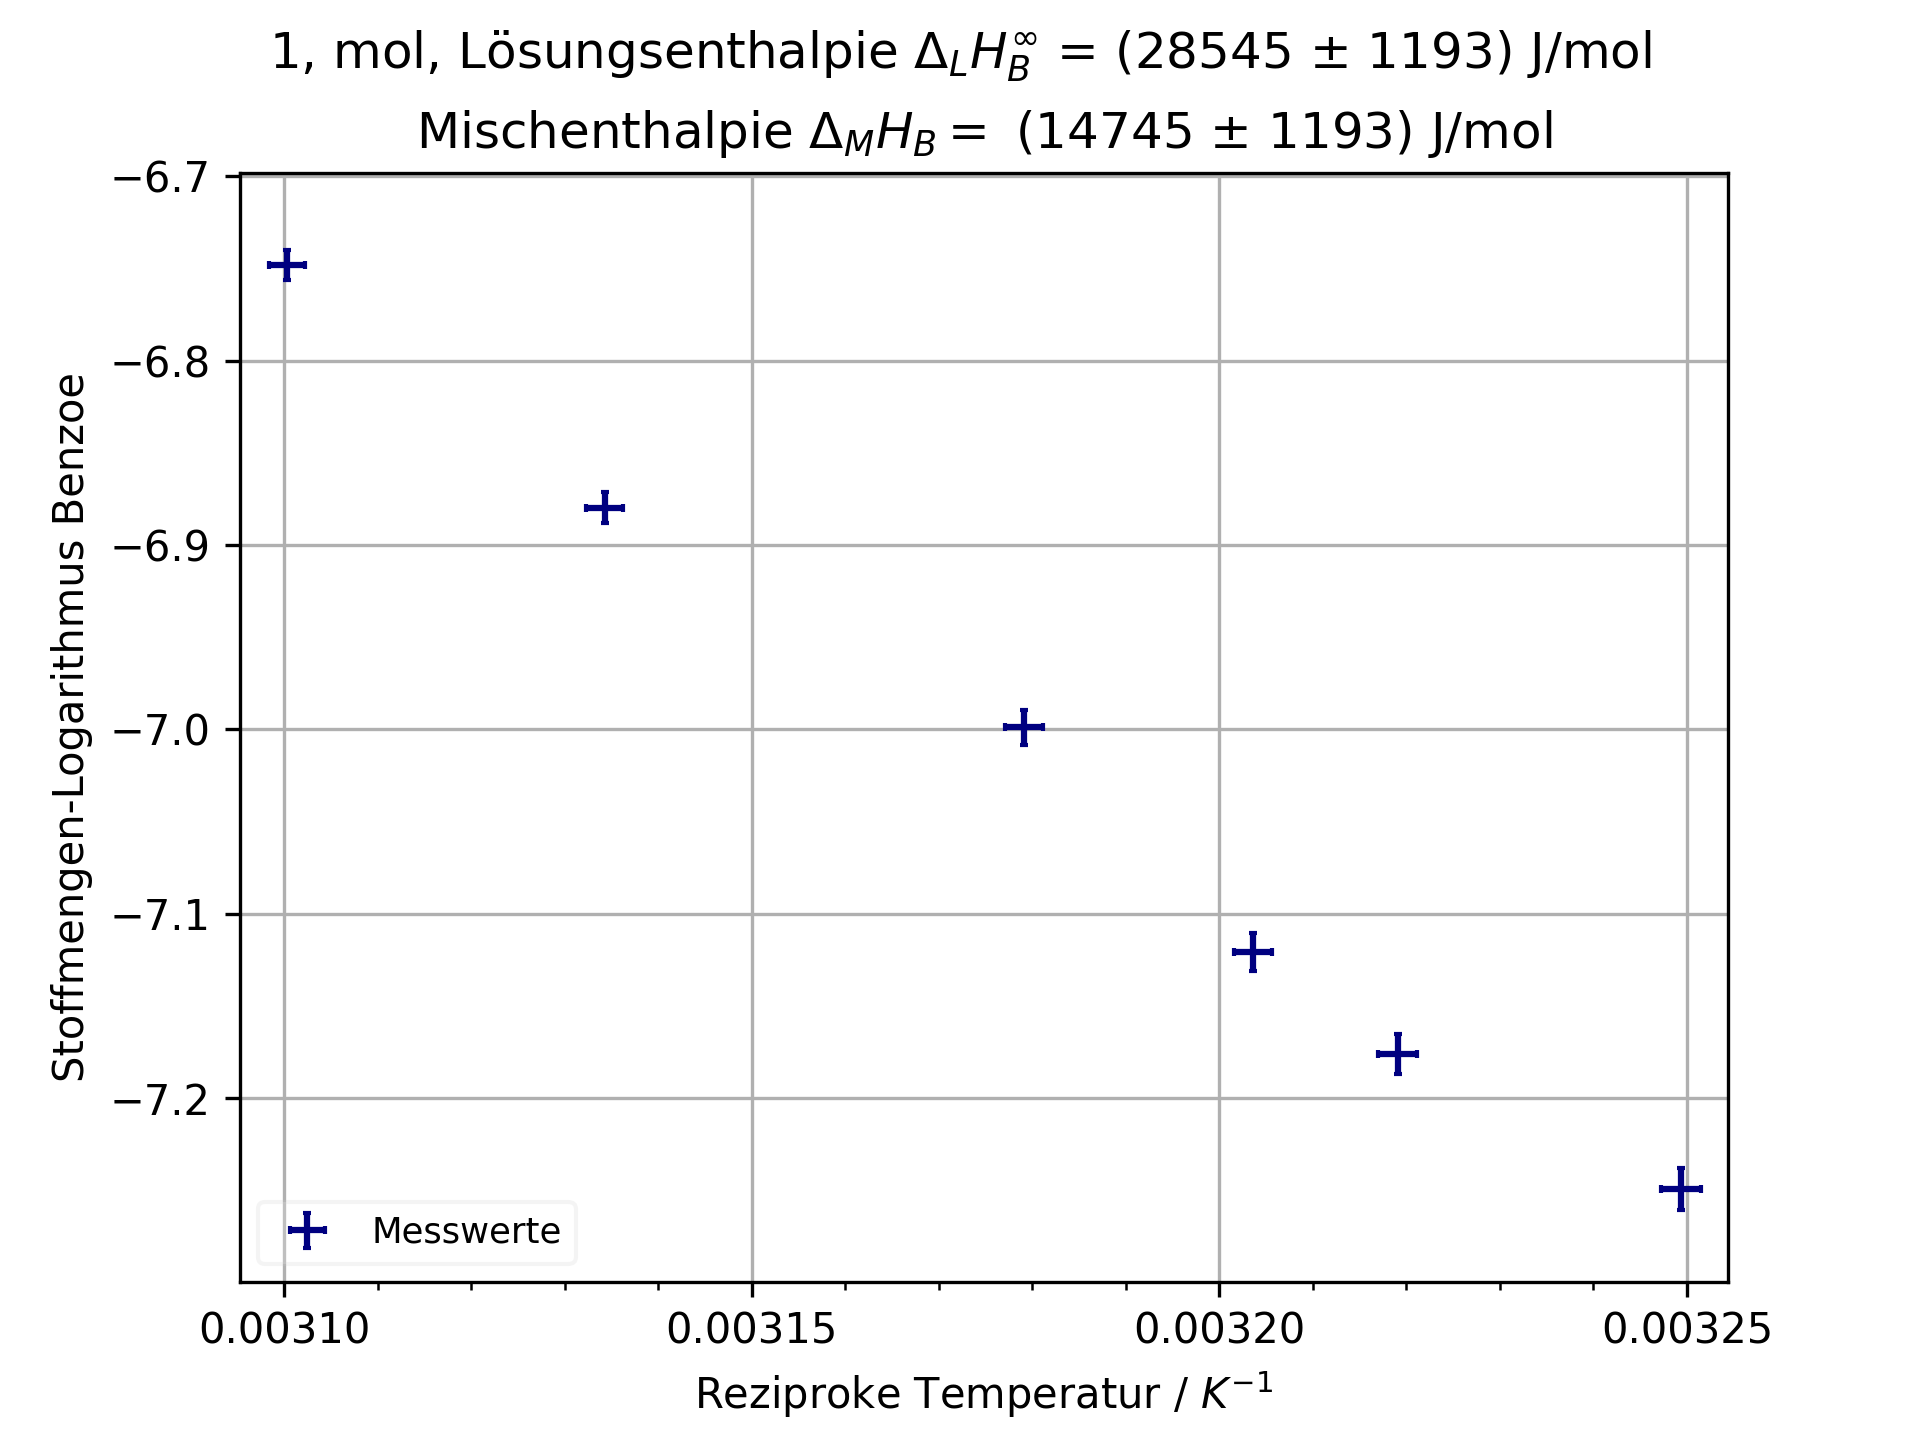 1, mol, Lösungsenthalpie Δ_L H_B^∞ = (28545 ± 1193) J/mol
Mischenthalpie Δ_M H_B = (14745 ± 1193) J/mol
−6.7
−6.8
−6.9
−7.0
−7.1
−7.2
Stoffmengen-Logarithmus Benzoe
Messwerte
0.00310 0.00315 0.00320 0.00325
Reziproke Temperatur / K⁻¹